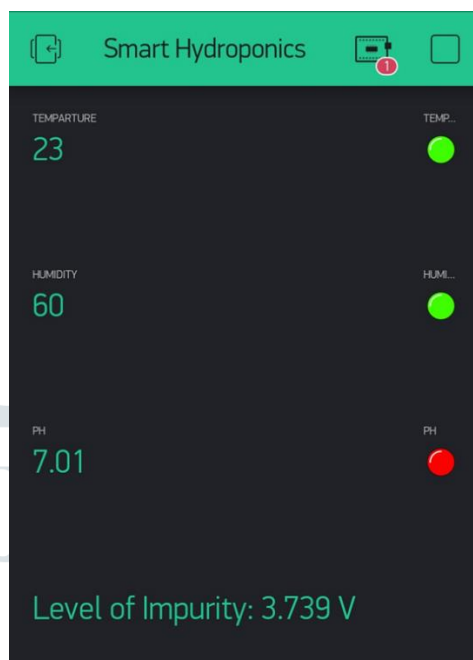 Smart Hydroponics
1
TEMPARTURE TEMP...
23
HUMIDITY HUMI...
60
PH PH
7.01
Level of Impurity: 3.739 V